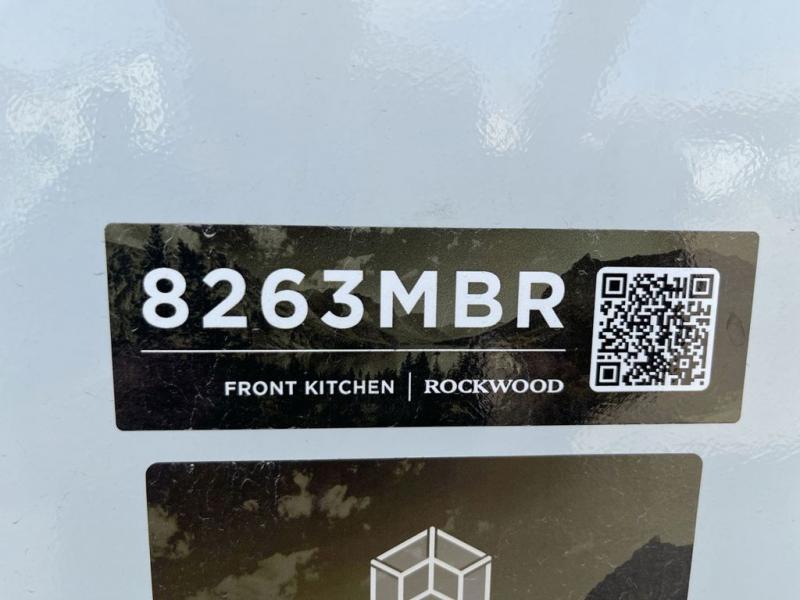 8263MBR
FRONT KITCHEN | ROCKWOOD